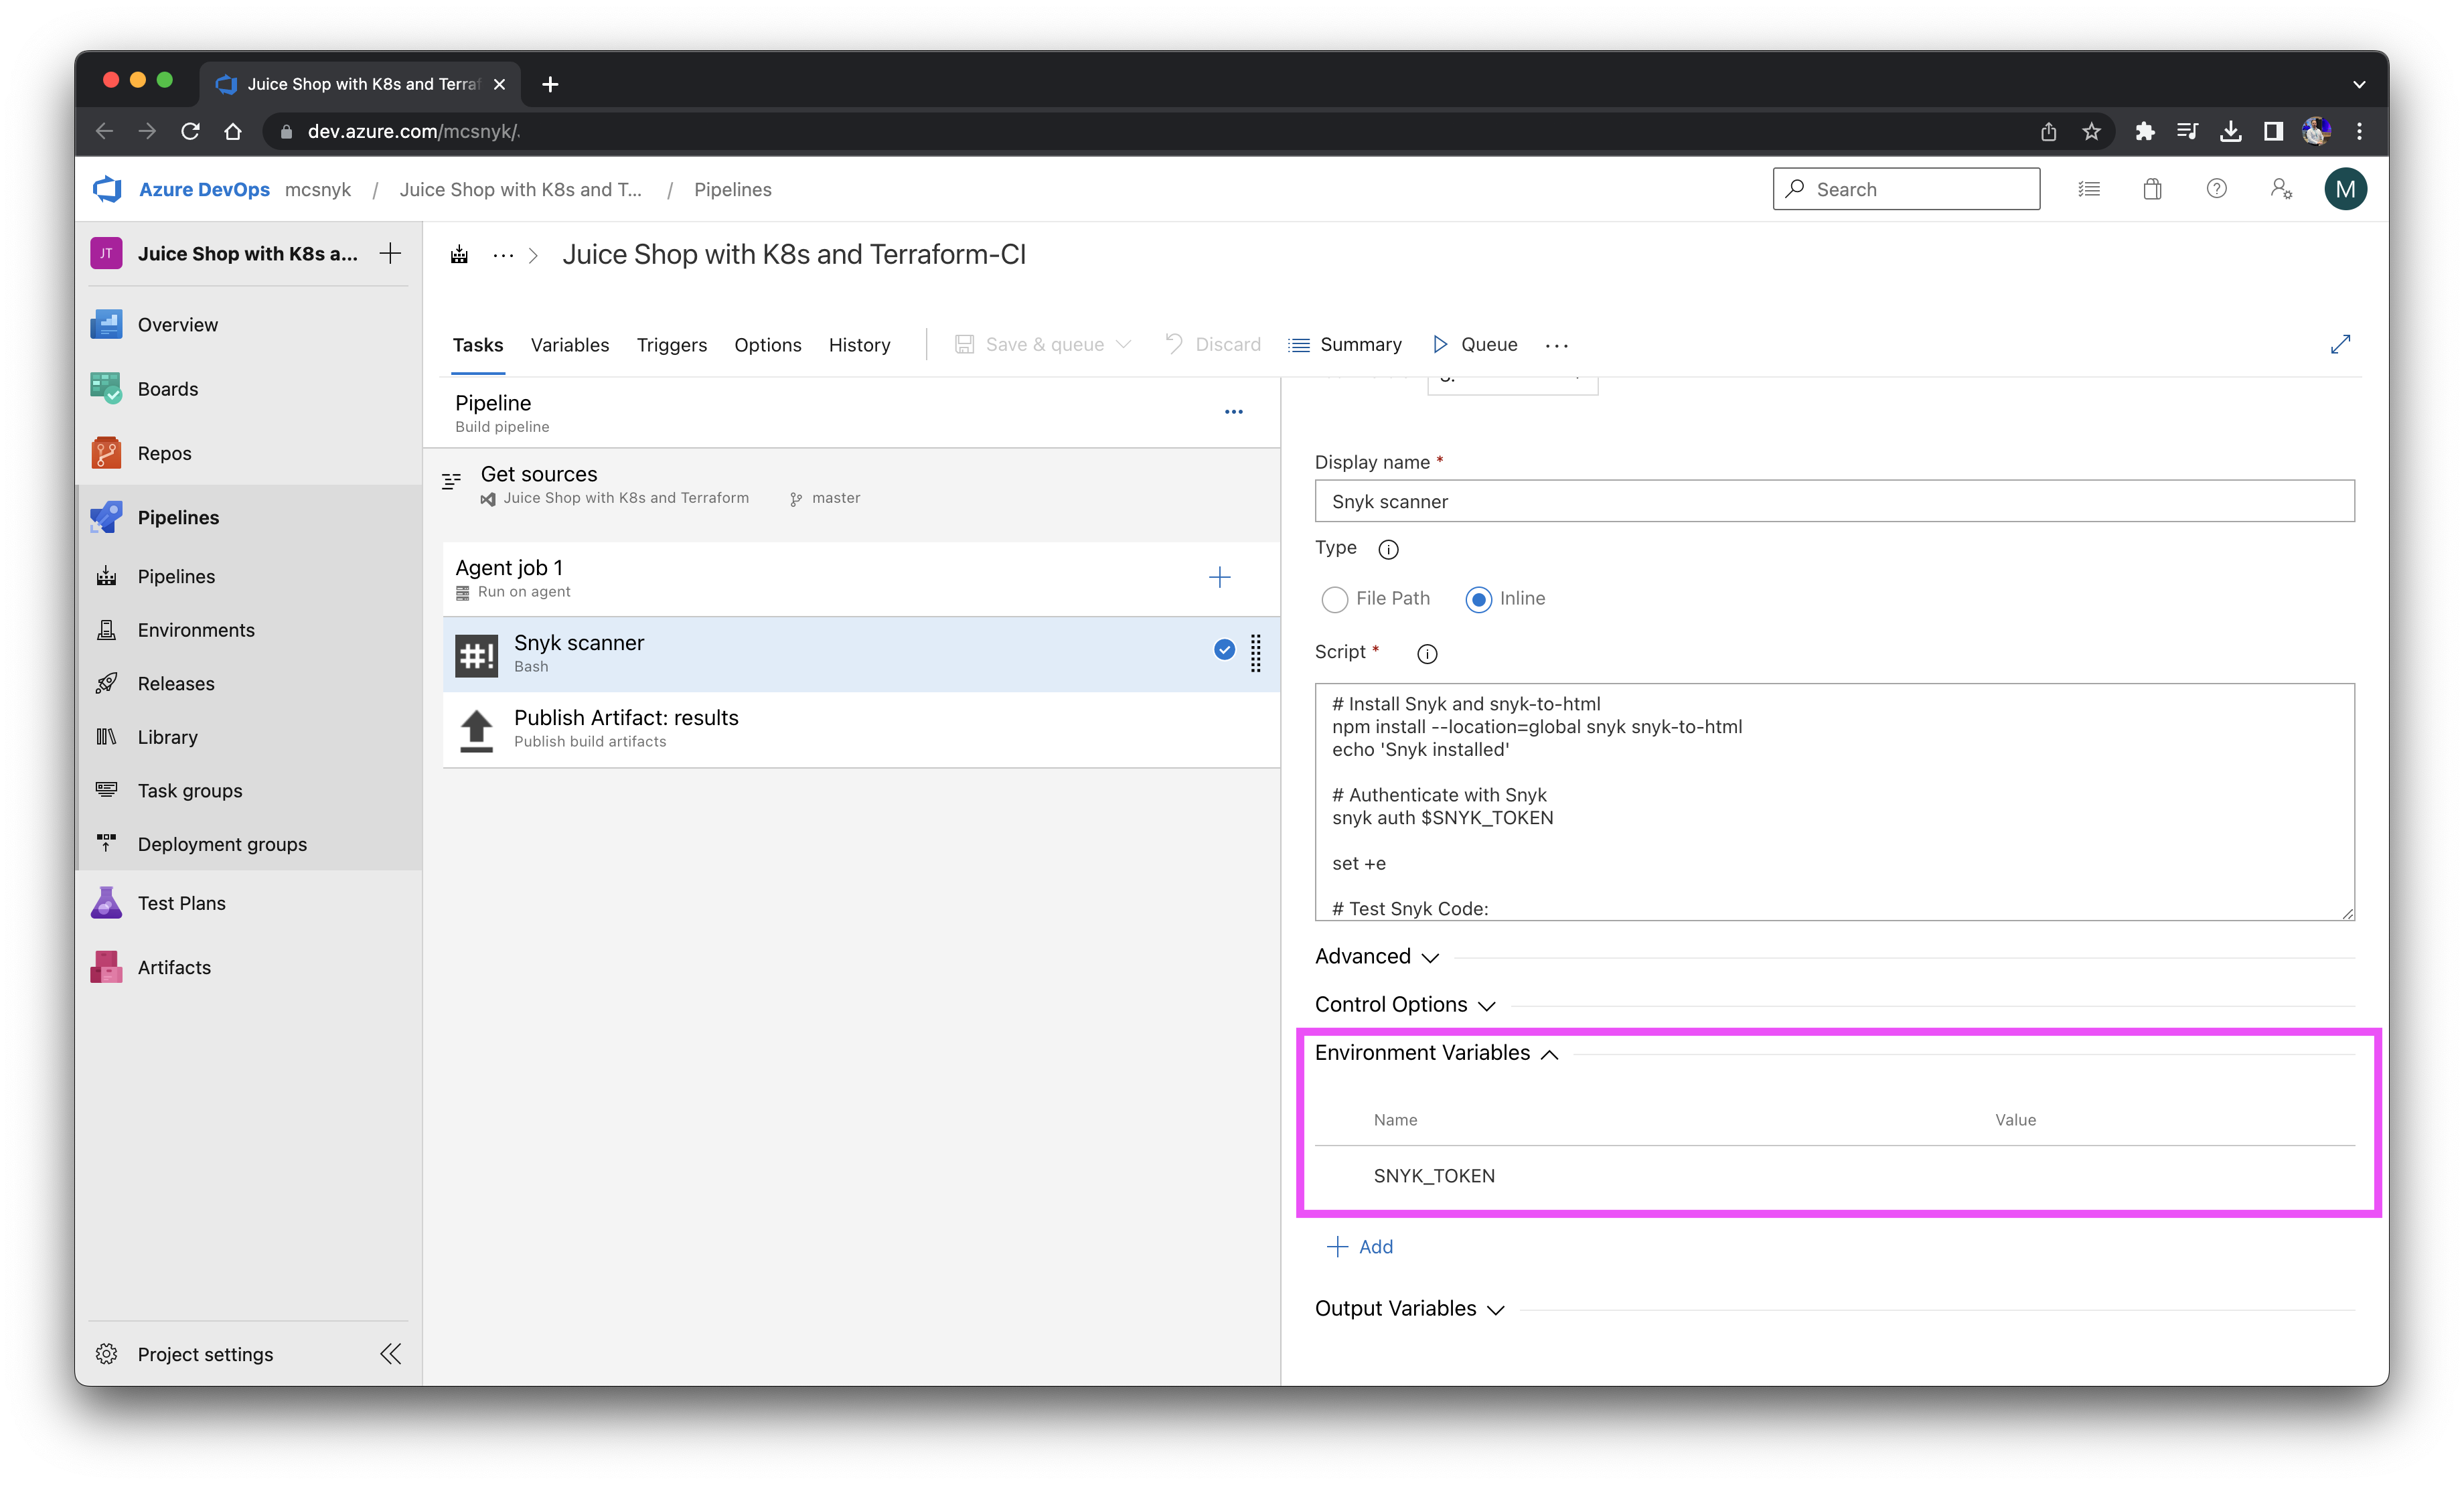 Juice Shop with K8s and Terraf
dev.azure.com/mcsnyk/.
Azure DevOps mcsnyk / Juice Shop with K8s and T... / Pipelines
Search
M
JT
Juice Shop with K8s a...
Overview
Boards
Repos
Pipelines
Pipelines
Environments
Releases
Library
Task groups
Deployment groups
Test Plans
Artifacts
Project settings
... > Juice Shop with K8s and Terraform-CI
Tasks Variables Triggers Options History Save & queue Discard Summary Queue ...
Pipeline
Build pipeline
Get sources
Juice Shop with K8s and Terraform master
Agent job 1
Run on agent
#!
Snyk scanner
Bash
Publish Artifact: results
Publish build artifacts
Display name *
Snyk scanner
Type
File Path Inline
Script *
# Install Snyk and snyk-to-html
npm install --location=global snyk snyk-to-html
echo 'Snyk installed'
# Authenticate with Snyk
snyk auth $SNYK_TOKEN
set +e
# Test Snyk Code:
Advanced
Control Options
Environment Variables
Name Value
SNYK_TOKEN
Add
Output Variables